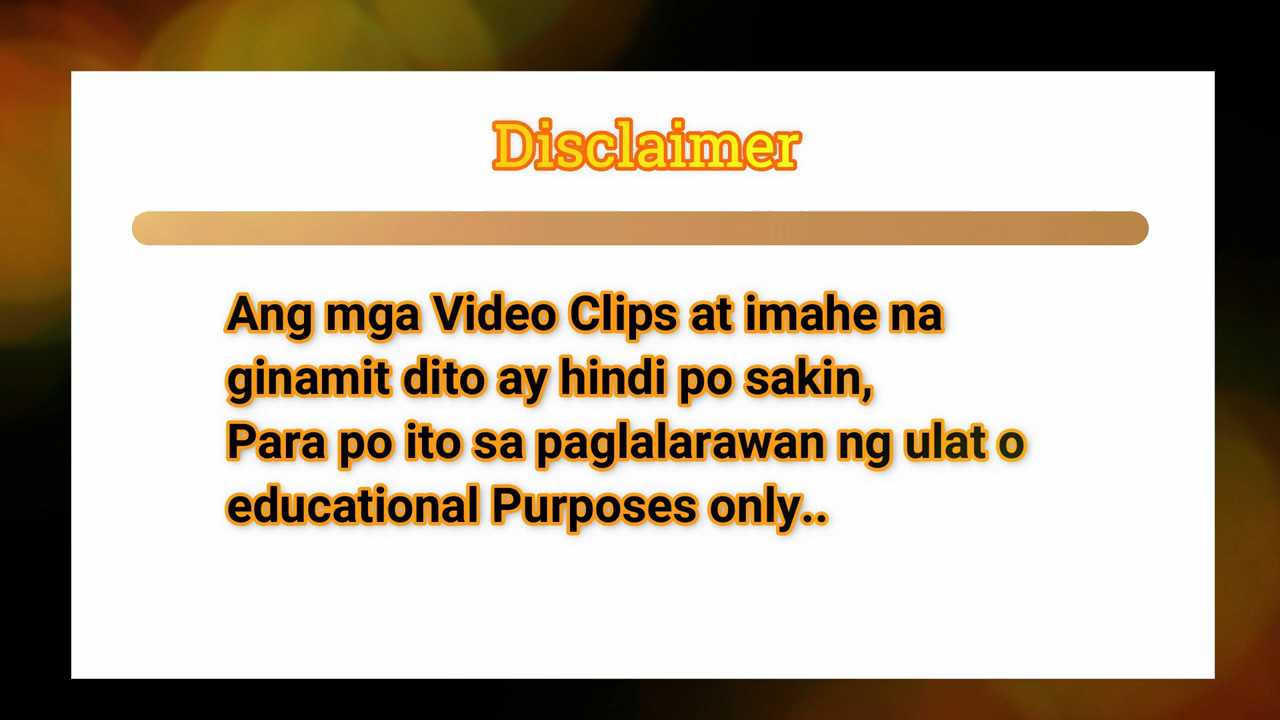 Disclaimer
Ang mga Video Clips at imahe na
ginamit dito ay hindi po sakin,
Para po ito sa paglalarawan ng ulat o
educational Purposes only..